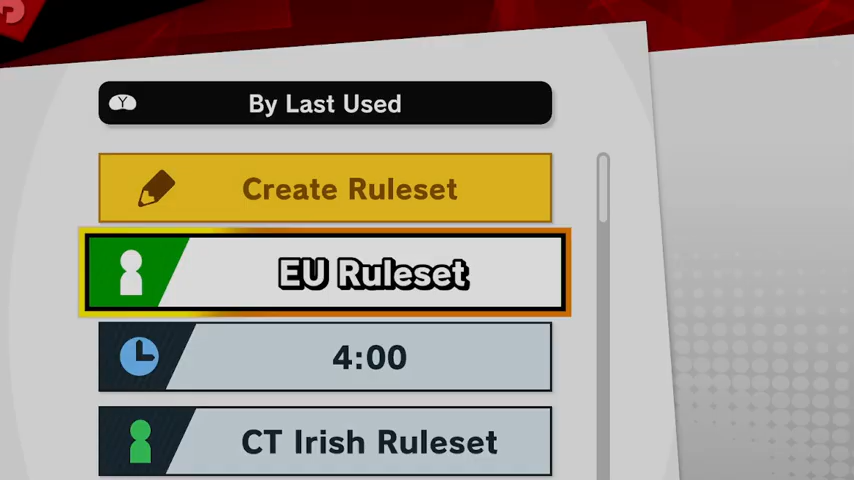 Y By Last Used
Create Ruleset
EU Ruleset
4:00
CT Irish Ruleset